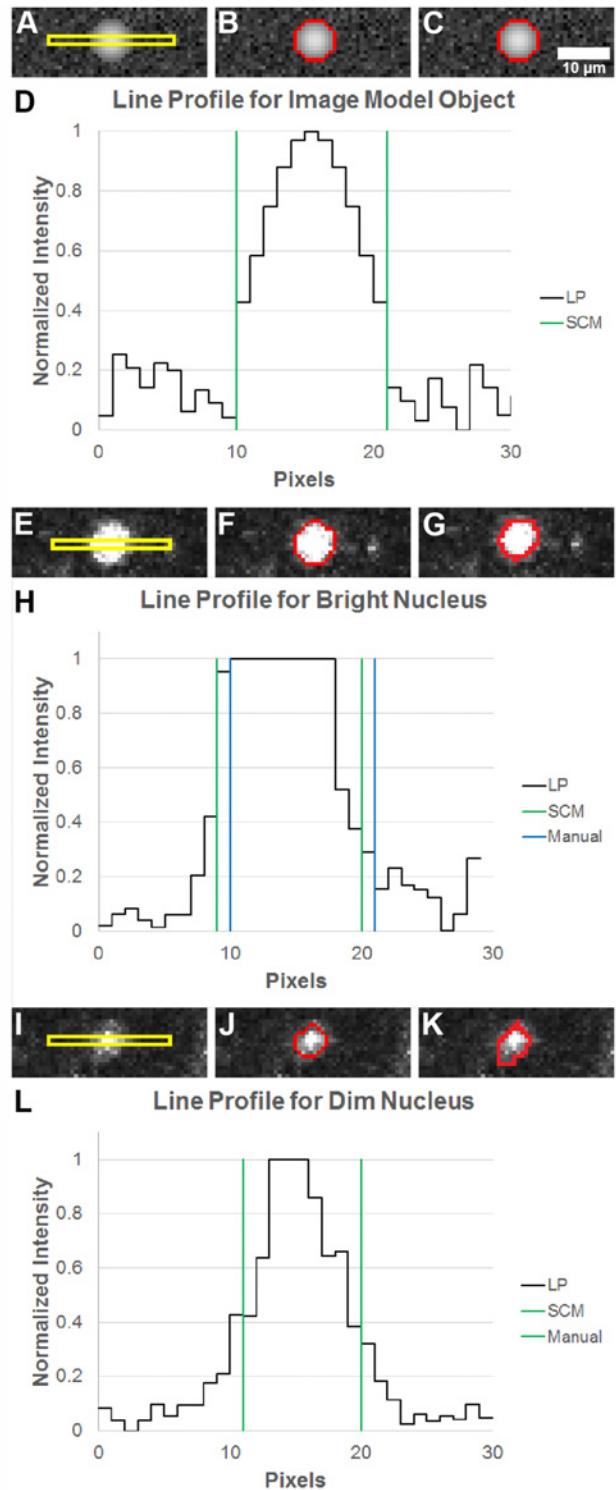 A B C
10 µm
D Line Profile for Image Model Object
Normalized Intensity
1
0.8
0.6
0.4
0.2
0
0 10 20 30
Pixels
LP
SCM
E F G
H Line Profile for Bright Nucleus
Normalized Intensity
1
0.8
0.6
0.4
0.2
0
0 10 20 30
Pixels
LP
SCM
Manual
I J K
L Line Profile for Dim Nucleus
Normalized Intensity
1
0.8
0.6
0.4
0.2
0
0 10 20 30
Pixels
LP
SCM
Manual